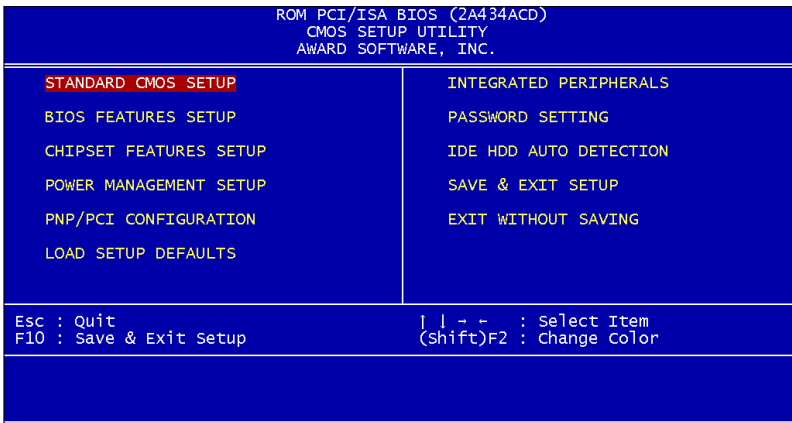 ROM PCI/ISA BIOS (2A434ACD)
CMOS SETUP UTILITY
AWARD SOFTWARE, INC.
STANDARD CMOS SETUP
BIOS FEATURES SETUP
CHIPSET FEATURES SETUP
POWER MANAGEMENT SETUP
PNP/PCI CONFIGURATION
LOAD SETUP DEFAULTS
INTEGRATED PERIPHERALS
PASSWORD SETTING
IDE HDD AUTO DETECTION
SAVE & EXIT SETUP
EXIT WITHOUT SAVING
Esc : Quit
F10 : Save & Exit Setup
↑ ↓ → ← : Select Item
(Shift)F2 : Change Color